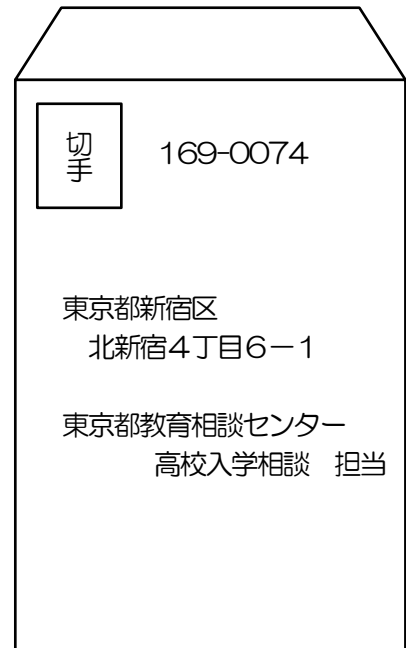 切手
169-0074
東京都新宿区
北新宿4丁目6－1
東京都教育相談センター
高校入学相談　担当